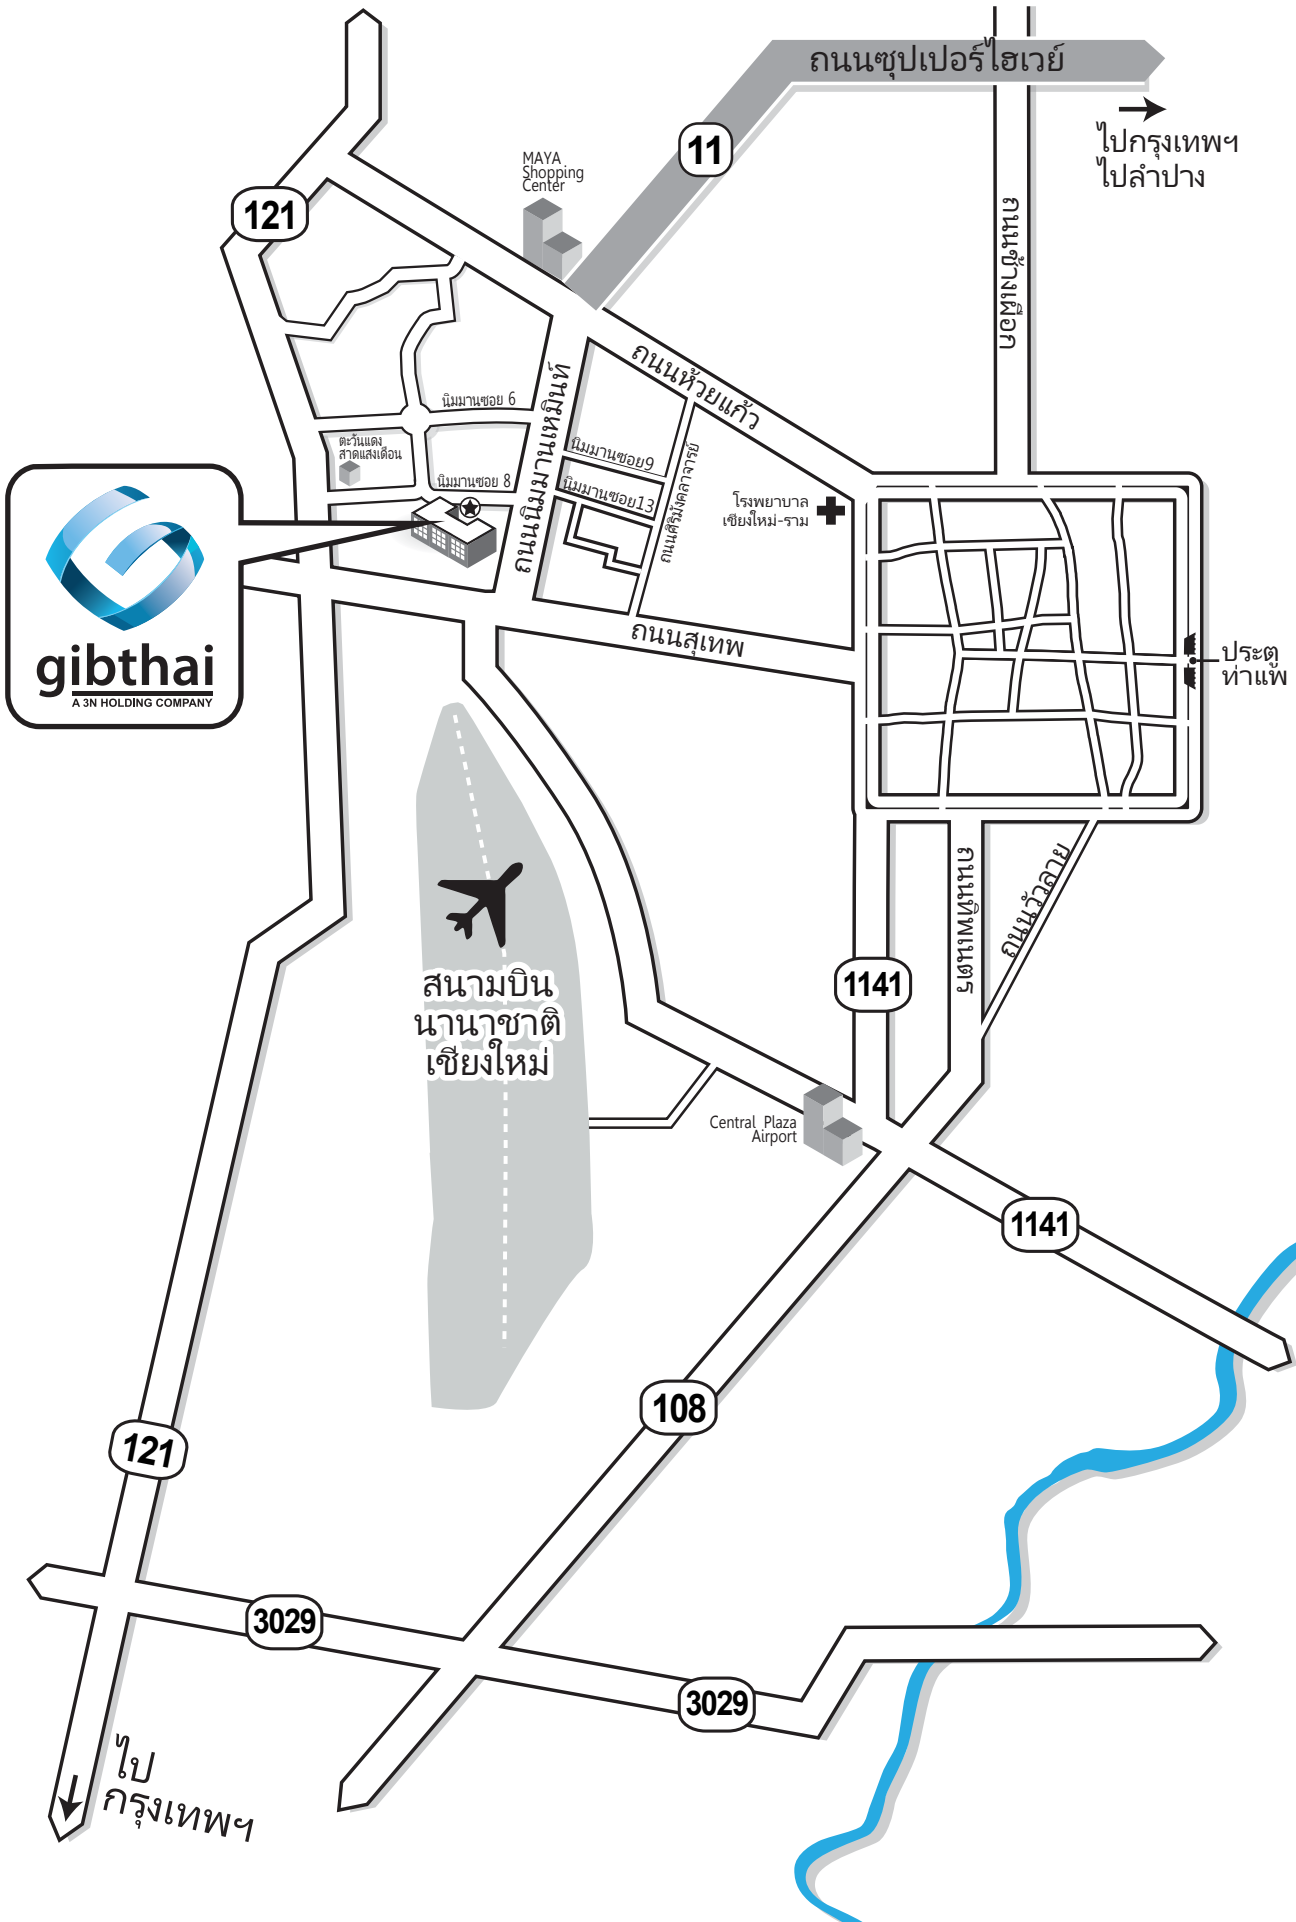 ถนนซุปเปอร์ไฮเวย์
11
ไปกรุงเทพฯ
ไปลำปาง
MAYA
Shopping
Center
121
ถนนช้างเผือก
ถนนห้วยแก้ว
ถนนนิมมานเหมินท์
นิมมานซอย 6
ตะวันแดง
สาดแสงเดือน
นิมมานซอย9
ถนนศิริมังคลาจารย์
นิมมานซอย 8
นิมมานซอย13
โรงพยาบาล
เชียงใหม่-ราม
gibthai
A 3N HOLDING COMPANY
ถนนสุเทพ
ประตู
ท่าแพ
ถนนทิพเนตร
ถนนวัวลาย
สนามบิน
นานาชาติ
เชียงใหม่
1141
Central Plaza
Airport
1141
108
121
3029
3029
ไป
กรุงเทพฯ